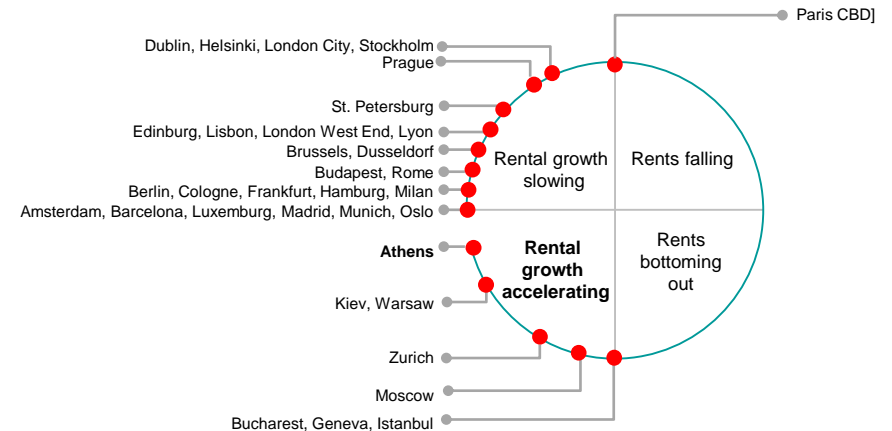 Paris CBD]
Dublin, Helsinki, London City, Stockholm
Prague
St. Petersburg
Edinburg, Lisbon, London West End, Lyon
Brussels, Dusseldorf
Budapest, Rome
Berlin, Cologne, Frankfurt, Hamburg, Milan
Amsterdam, Barcelona, Luxemburg, Madrid, Munich, Oslo
Athens
Kiev, Warsaw
Zurich
Moscow
Bucharest, Geneva, Istanbul
Rental growth
slowing
Rents falling
Rental
growth
accelerating
Rents
bottoming
out